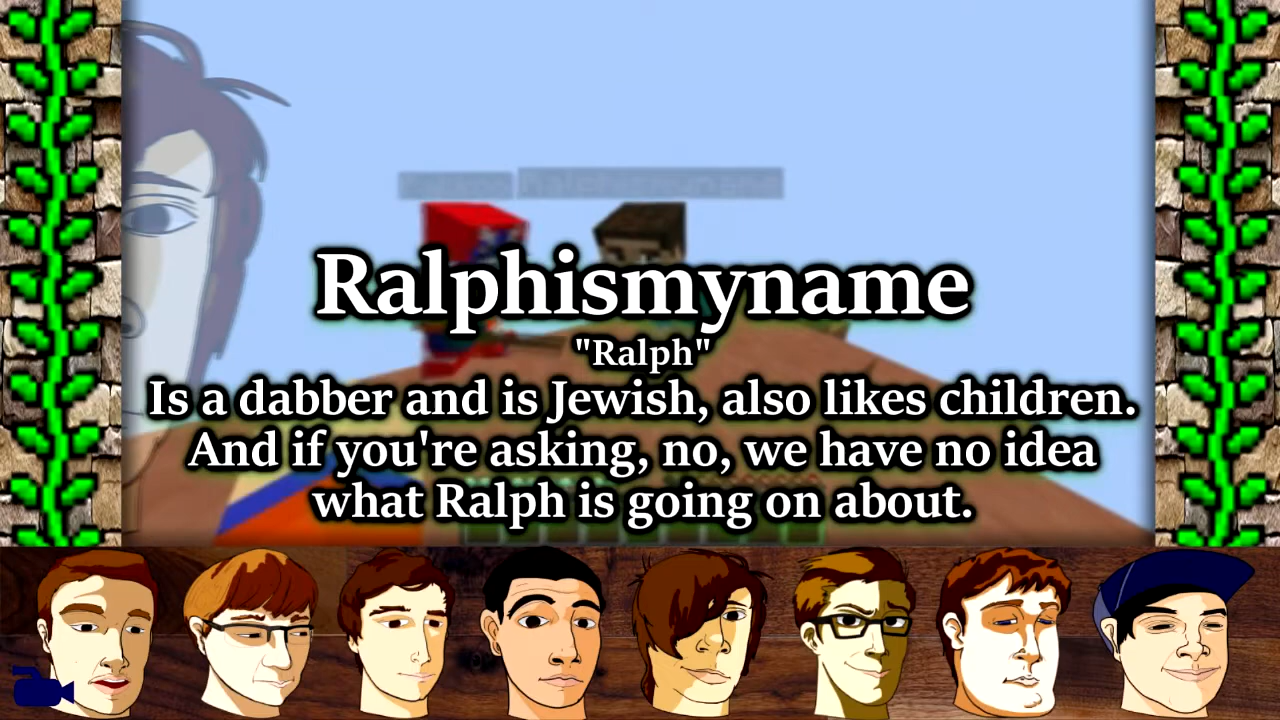 Ralphismyname
"Ralph"
Is a dabber and is Jewish, also likes children.
And if you're asking, no, we have no idea
what Ralph is going on about.